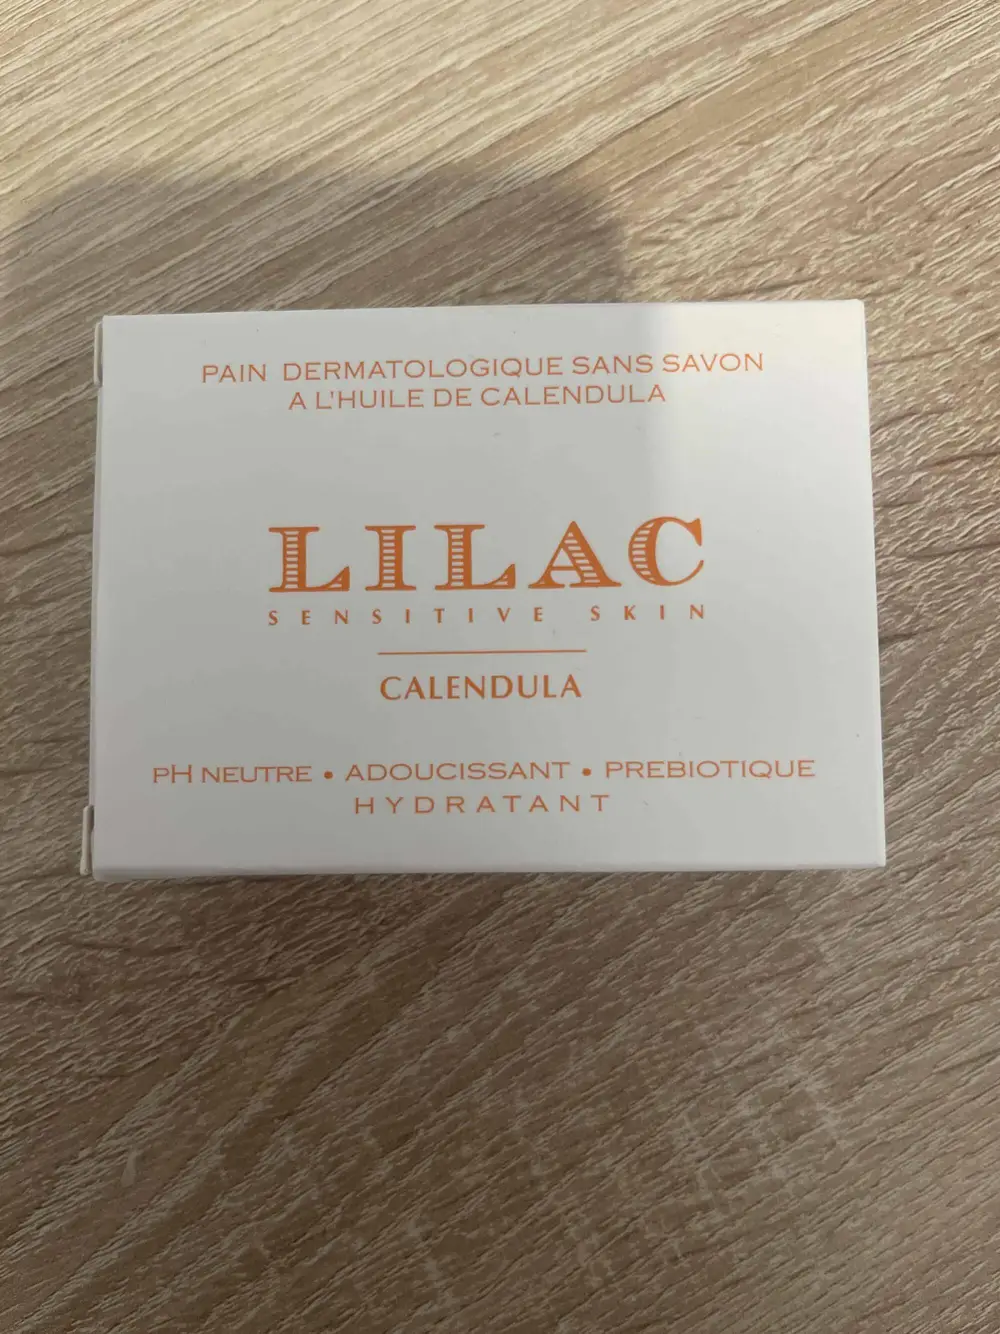 PAIN DERMATOLOGIQUE SANS SAVON
A L'HUILE DE CALENDULA
LILAC
SENSITIVE SKIN
CALENDULA
PH NEUTRE • ADOUCISSANT • PREBIOTIQUE
HYDRATANT